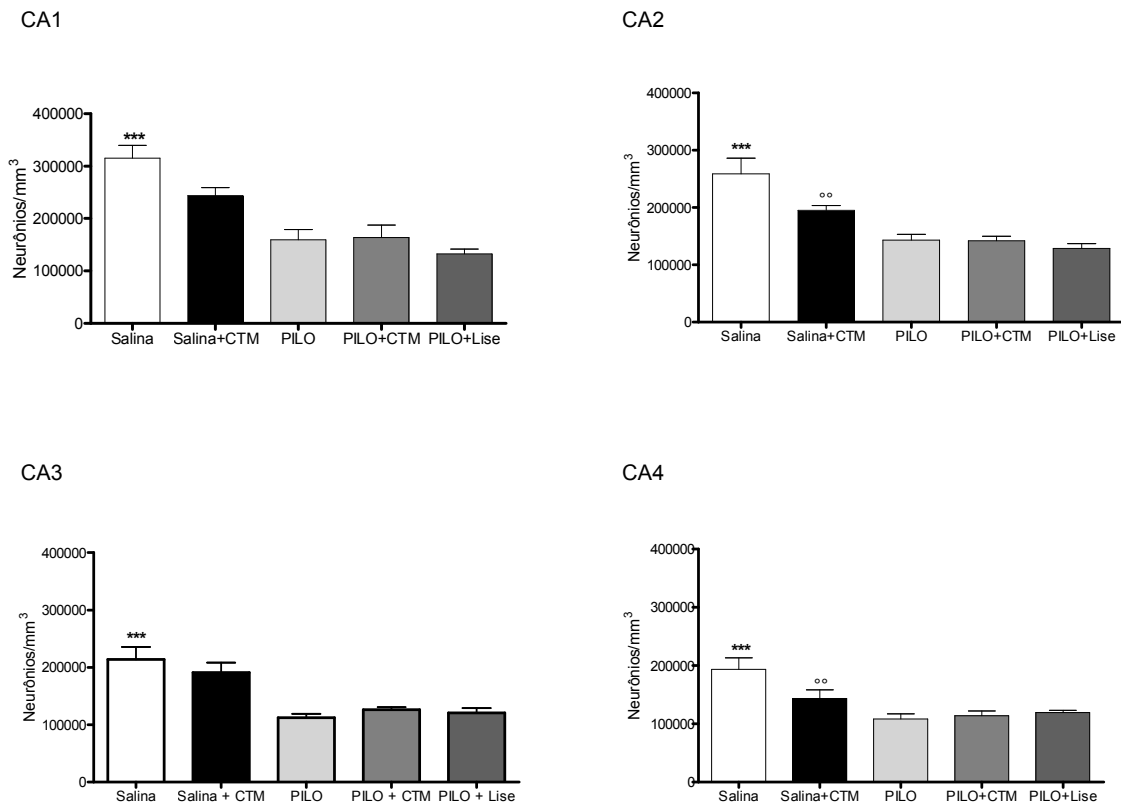 CA1
400000
300000
200000
100000
0
Neurônios/mm³
***
Salina Salina+CTM PILO PILO+CTM PILO+Lise
CA2
400000
300000
200000
100000
0
Neurônios/mm³
***
°°
Salina Salina+CTM PILO PILO+CTM PILO+Lise
CA3
400000
300000
200000
100000
0
Neurônios/mm³
***
Salina Salina + CTM PILO PILO + CTM PILO + Lise
CA4
400000
300000
200000
100000
0
Neurônios/mm³
***
°°
Salina Salina+CTM PILO PILO+CTM PILO+Lise